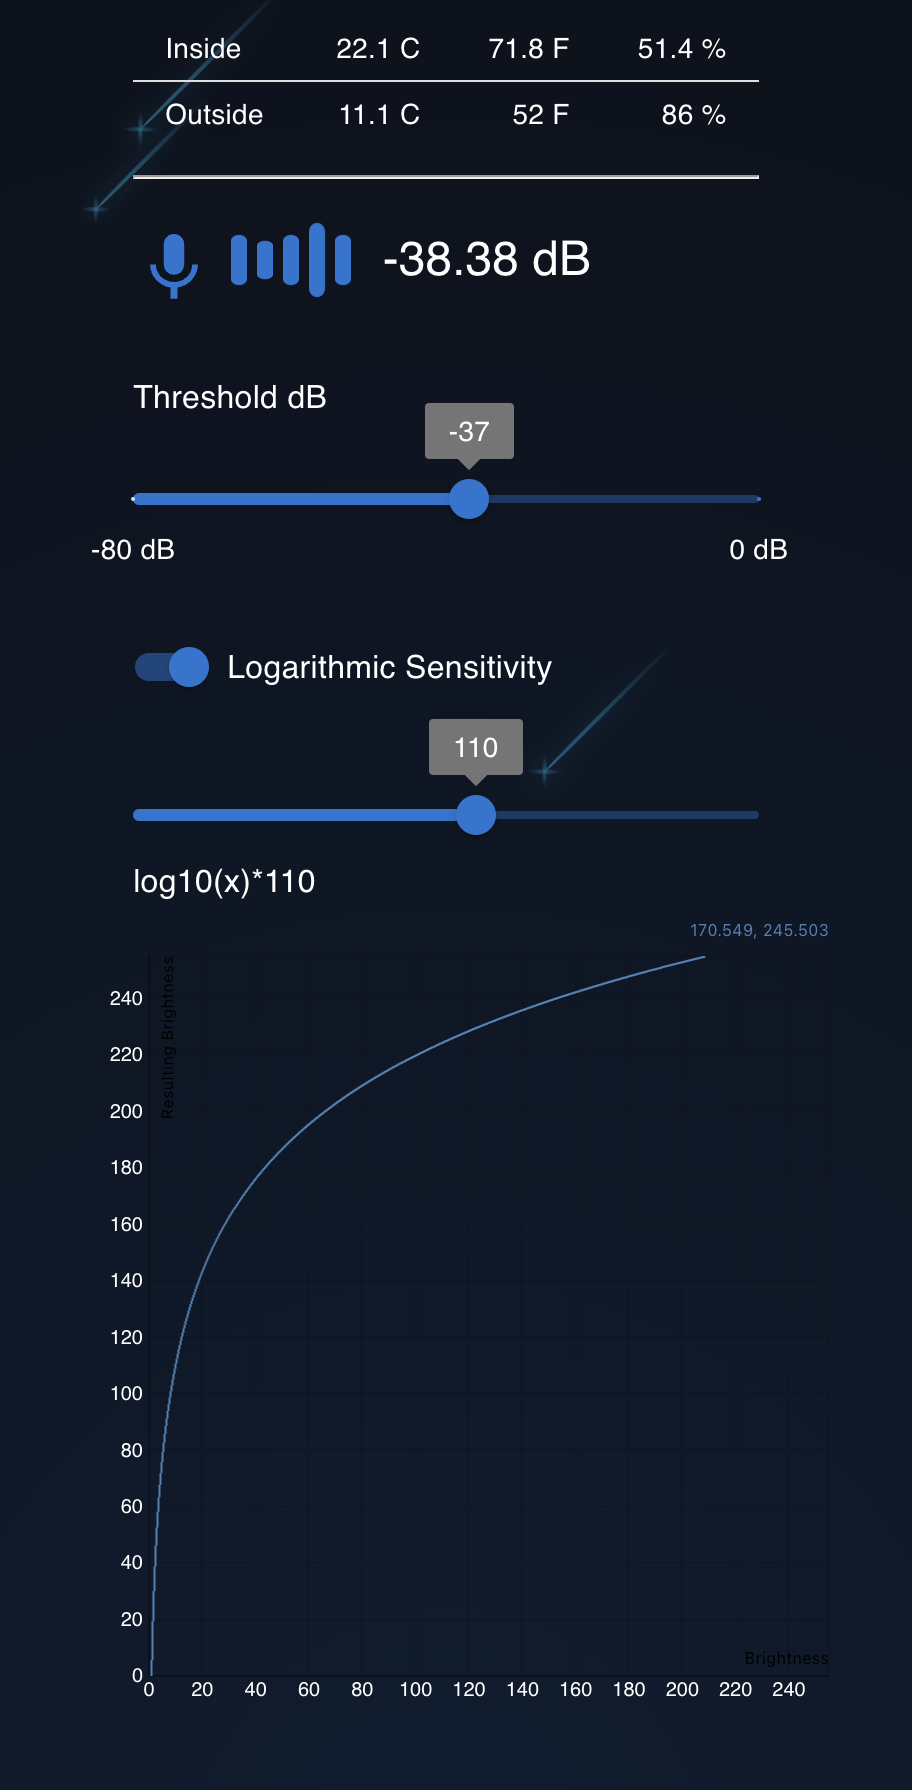 Inside 22.1 C 71.8 F 51.4 %
Outside 11.1 C 52 F 86 %
-38.38 dB
Threshold dB
-37
-80 dB 0 dB
Logarithmic Sensitivity
110
log10(x)*110
170.549, 245.503
Resulting Brightness
240
220
200
180
160
140
120
100
80
60
40
20
0
Brightness
0 20 40 60 80 100 120 140 160 180 200 220 240